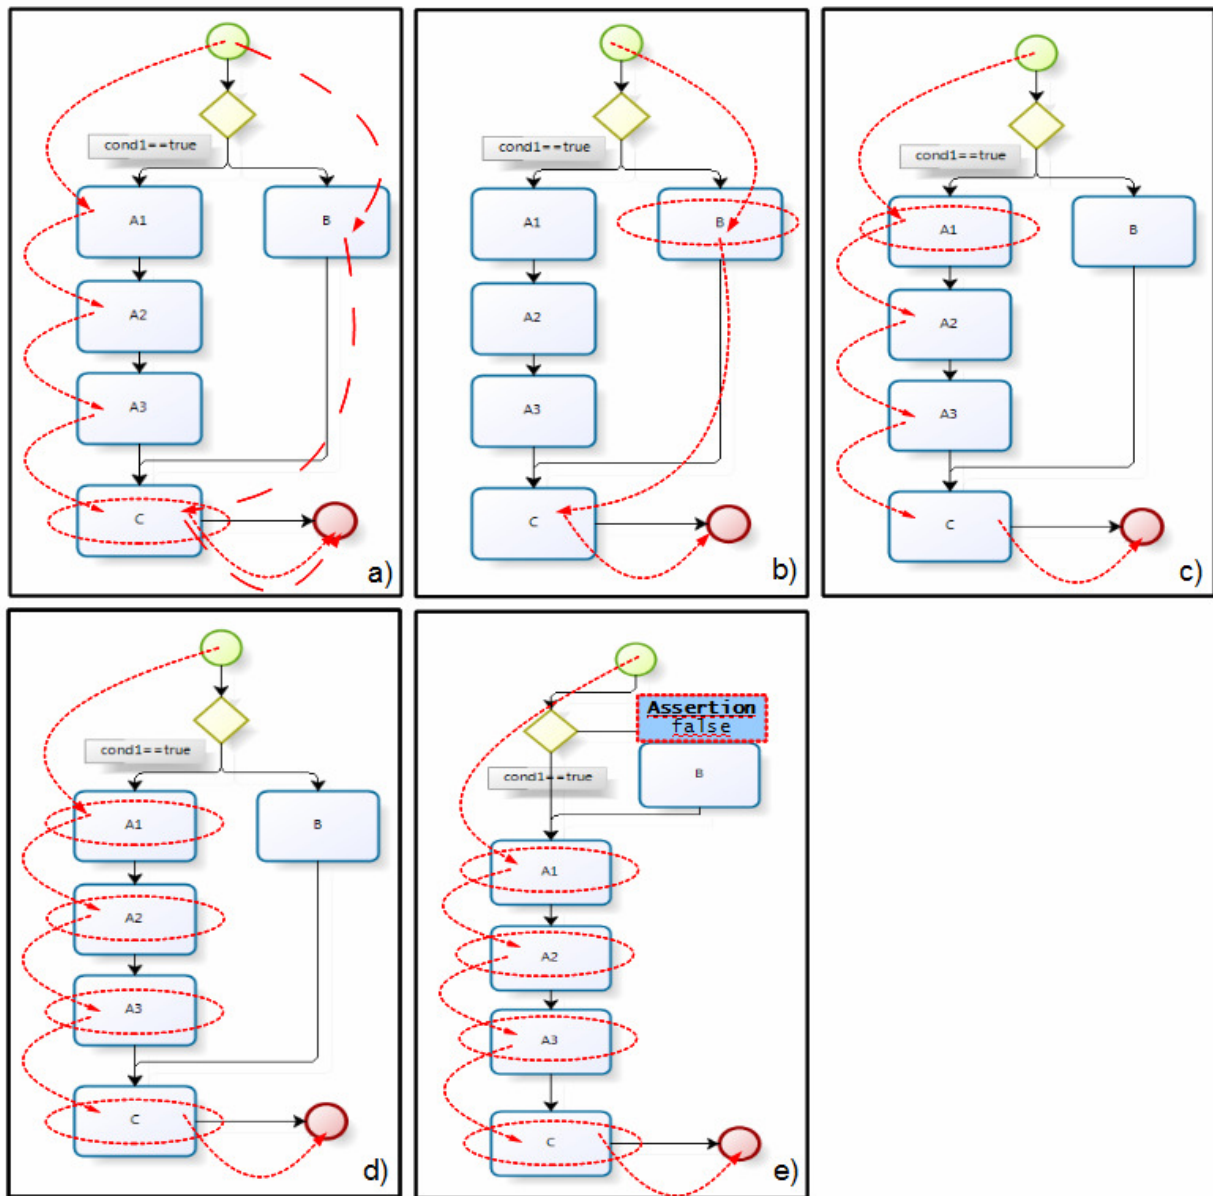 cond1==true
A1
B
A2
A3
C
a)
cond1==true
A1
B
A2
A3
C
b)
cond1==true
A1
B
A2
A3
C
c)
cond1==true
A1
B
A2
A3
C
d)
Assertion
false
B
cond1==true
A1
A2
A3
C
e)